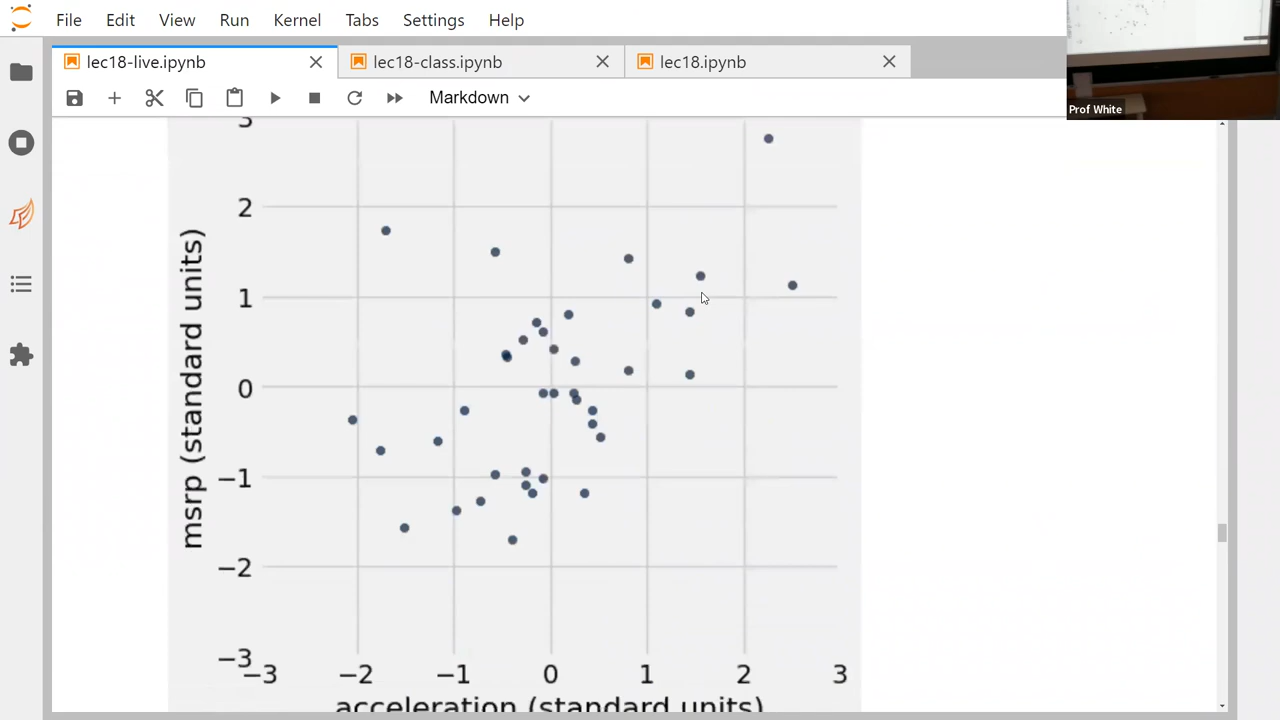 File Edit View Run Kernel Tabs Settings Help
lec18-live.ipynb lec18-class.ipynb lec18.ipynb
Markdown
Prof White
3
2
1
0
−1
−2
−3
msrp (standard units)
−3 −2 −1 0 1 2 3
acceleration (standard units)